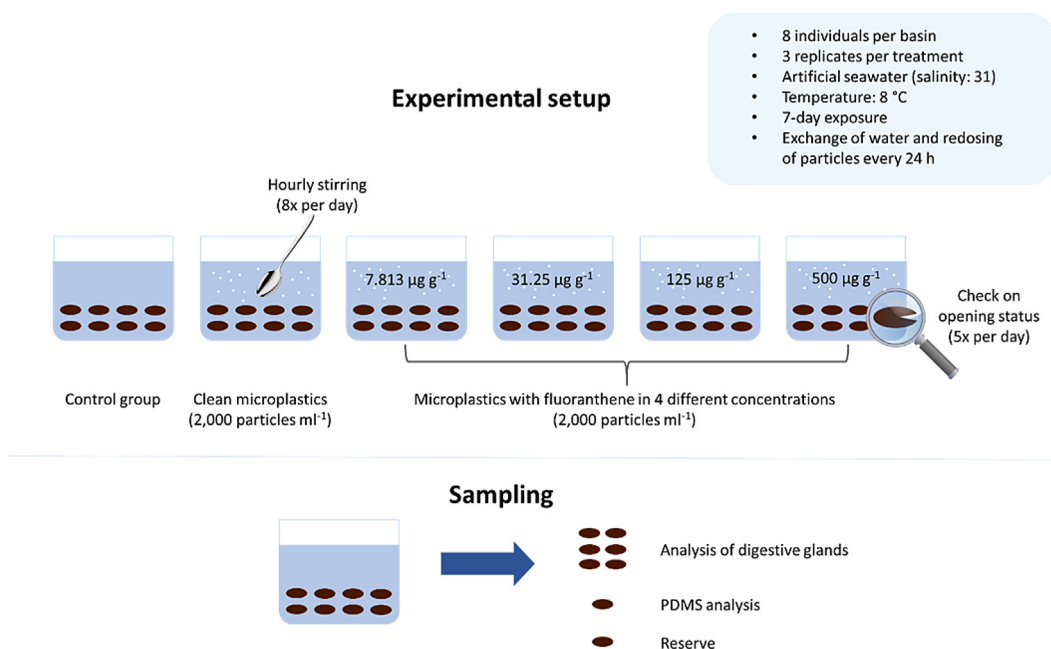 • 8 individuals per basin
• 3 replicates per treatment
• Artificial seawater (salinity: 31)
• Temperature: 8 °C
• 7-day exposure
• Exchange of water and redosing
of particles every 24 h
Experimental setup
Hourly stirring
(8x per day)
7.813 µg g⁻¹
31.25 µg g⁻¹
125 µg g⁻¹
500 µg g⁻¹
Check on
opening status
(5x per day)
Control group
Clean microplastics
(2,000 particles ml⁻¹)
Microplastics with fluoranthene in 4 different concentrations
(2,000 particles ml⁻¹)
Sampling
Analysis of digestive glands
PDMS analysis
Reserve